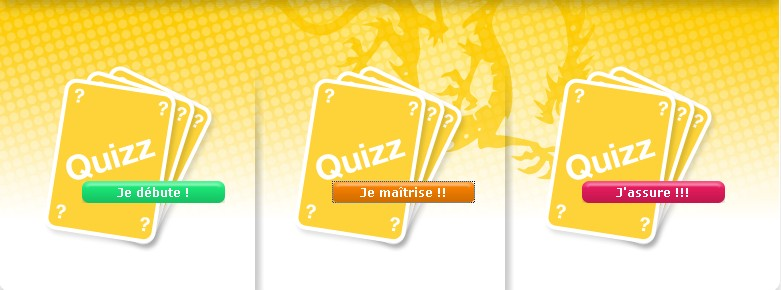 ? ? ? ?
Quizz
Je débute !
? ?
? ? ? ?
Quizz
Je maîtrise !!
? ?
? ? ? ?
Quizz
J'assure !!!
? ?